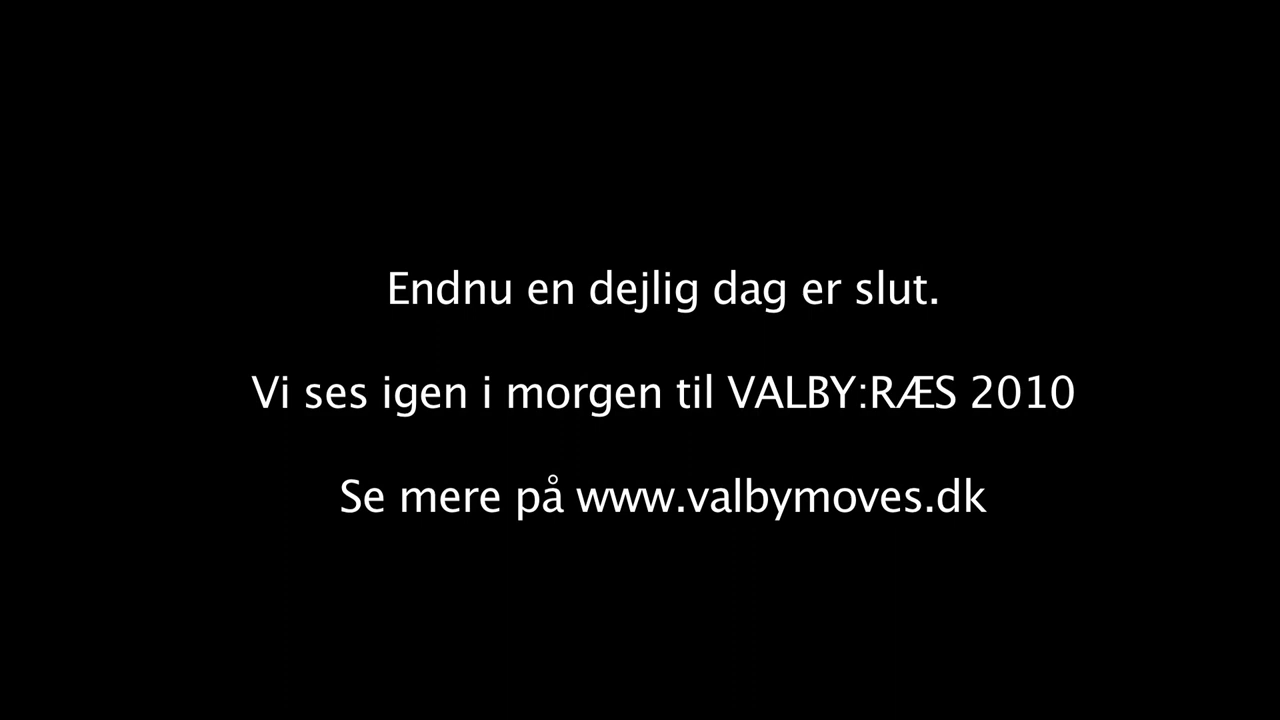 Endnu en dejlig dag er slut.
Vi ses igen i morgen til VALBY:RÆS 2010
Se mere på www.valbymoves.dk